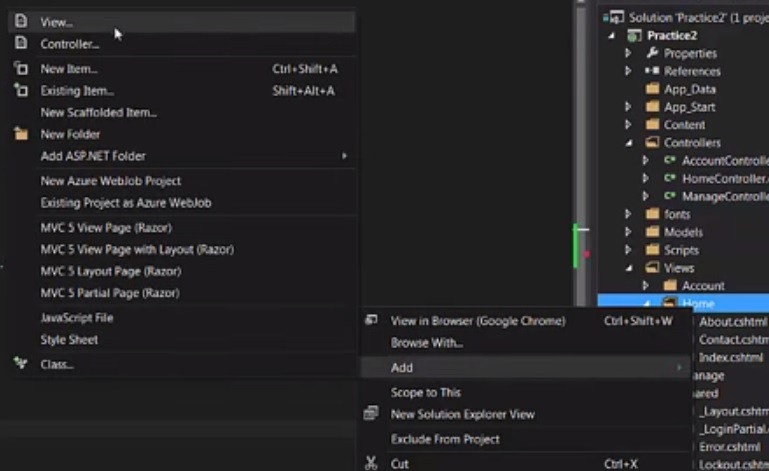 View...
Controller...
New Item... Ctrl+Shift+A
Existing Item... Shift+Alt+A
New Scaffolded Item...
New Folder
Add ASP.NET Folder
New Azure WebJob Project
Existing Project as Azure WebJob
MVC 5 View Page (Razor)
MVC 5 View Page with Layout (Razor)
MVC 5 Layout Page (Razor)
MVC 5 Partial Page (Razor)
JavaScript File
Style Sheet
Class...
View in Browser (Google Chrome) Ctrl+Shift+W
Browse With...
Add
Scope to This
New Solution Explorer View
Exclude From Project
Cut Ctrl+X
Solution 'Practice2' (1 proje
Practice2
Properties
References
App_Data
App_Start
Content
Controllers
C# AccountControlle
C# HomeController.
C# ManageControlle
fonts
Models
Scripts
Views
Account
Home
About.cshtml
Contact.cshtm
Index.cshtml
anage
ared
_Layout.cshtm
_LoginPartial.
Error.cshtml
Lockout.cshtm